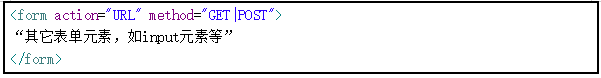 <form action="URL" method="GET|POST">
“其它表单元素，如input元素等”
</form>